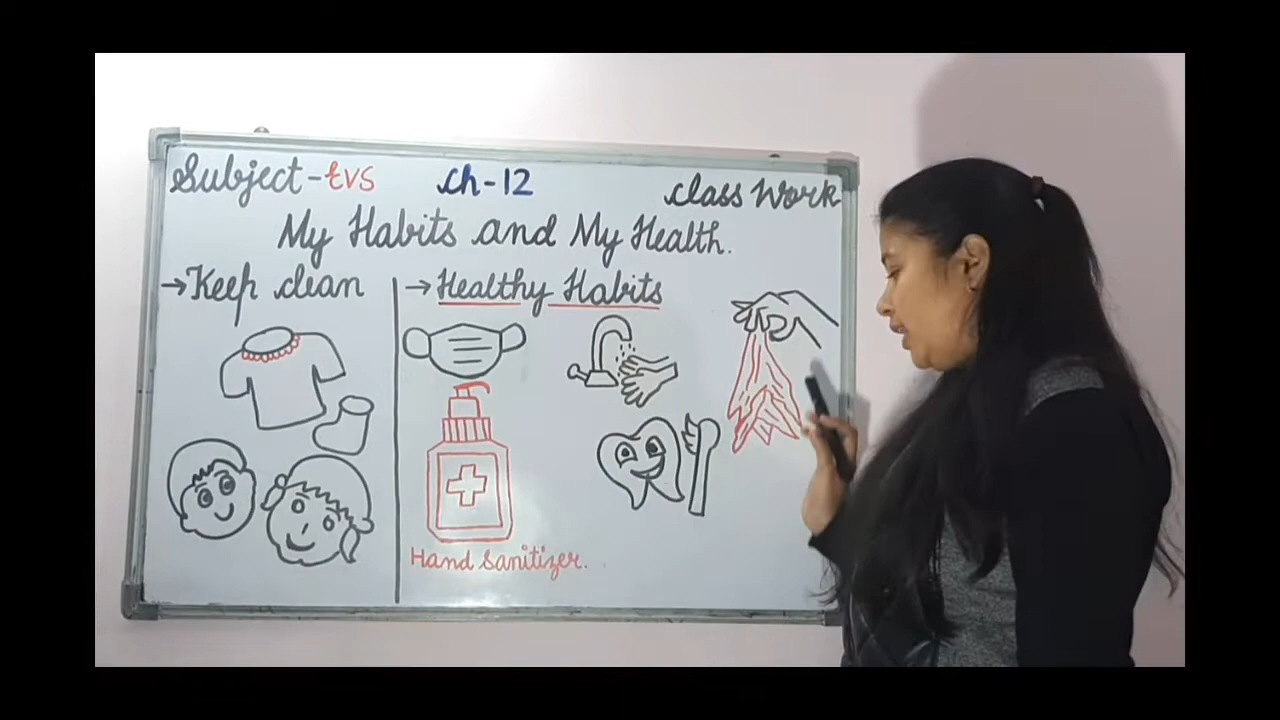 Subject - EVS Ch-12 Class Work
My Habits and My Health.
→ Keep clean
→ Healthy Habits
Hand Sanitizer.